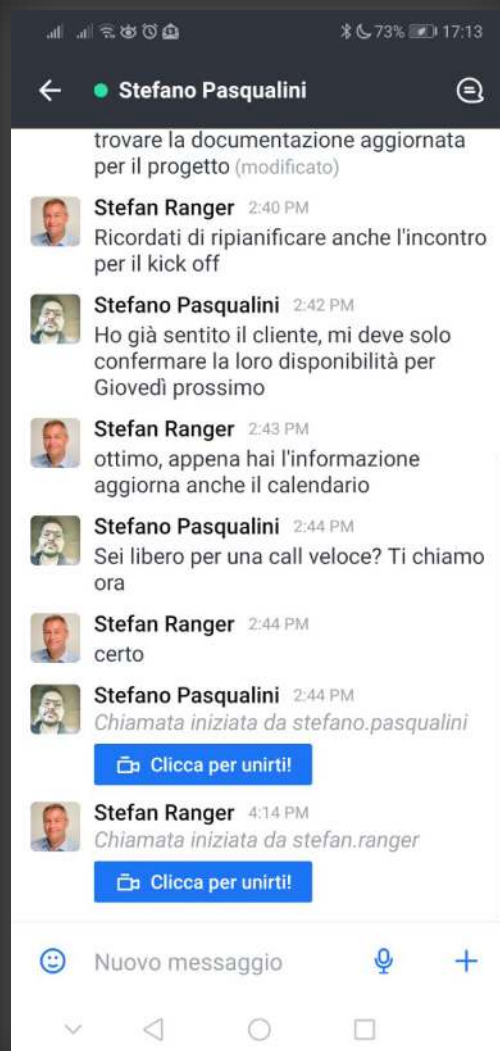 73% 17:13
Stefano Pasqualini
trovare la documentazione aggiornata
per il progetto (modificato)
Stefan Ranger 2:40 PM
Ricordati di ripianificare anche l'incontro
per il kick off
Stefano Pasqualini 2:42 PM
Ho già sentito il cliente, mi deve solo
confermare la loro disponibilità per
Giovedì prossimo
Stefan Ranger 2:43 PM
ottimo, appena hai l'informazione
aggiorna anche il calendario
Stefano Pasqualini 2:44 PM
Sei libero per una call veloce? Ti chiamo
ora
Stefan Ranger 2:44 PM
certo
Stefano Pasqualini 2:44 PM
Chiamata iniziata da stefano.pasqualini
Clicca per unirti!
Stefan Ranger 4:14 PM
Chiamata iniziata da stefan.ranger
Clicca per unirti!
Nuovo messaggio